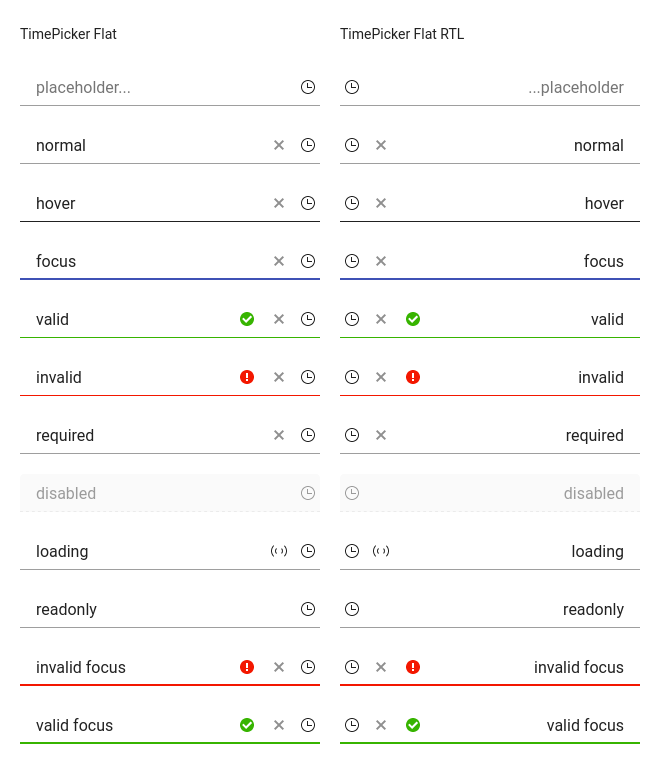 TimePicker Flat
placeholder...
normal
hover
focus
valid
invalid
required
disabled
loading
readonly
invalid focus
valid focus
TimePicker Flat RTL
...placeholder
normal
hover
focus
valid
invalid
required
disabled
loading
readonly
invalid focus
valid focus